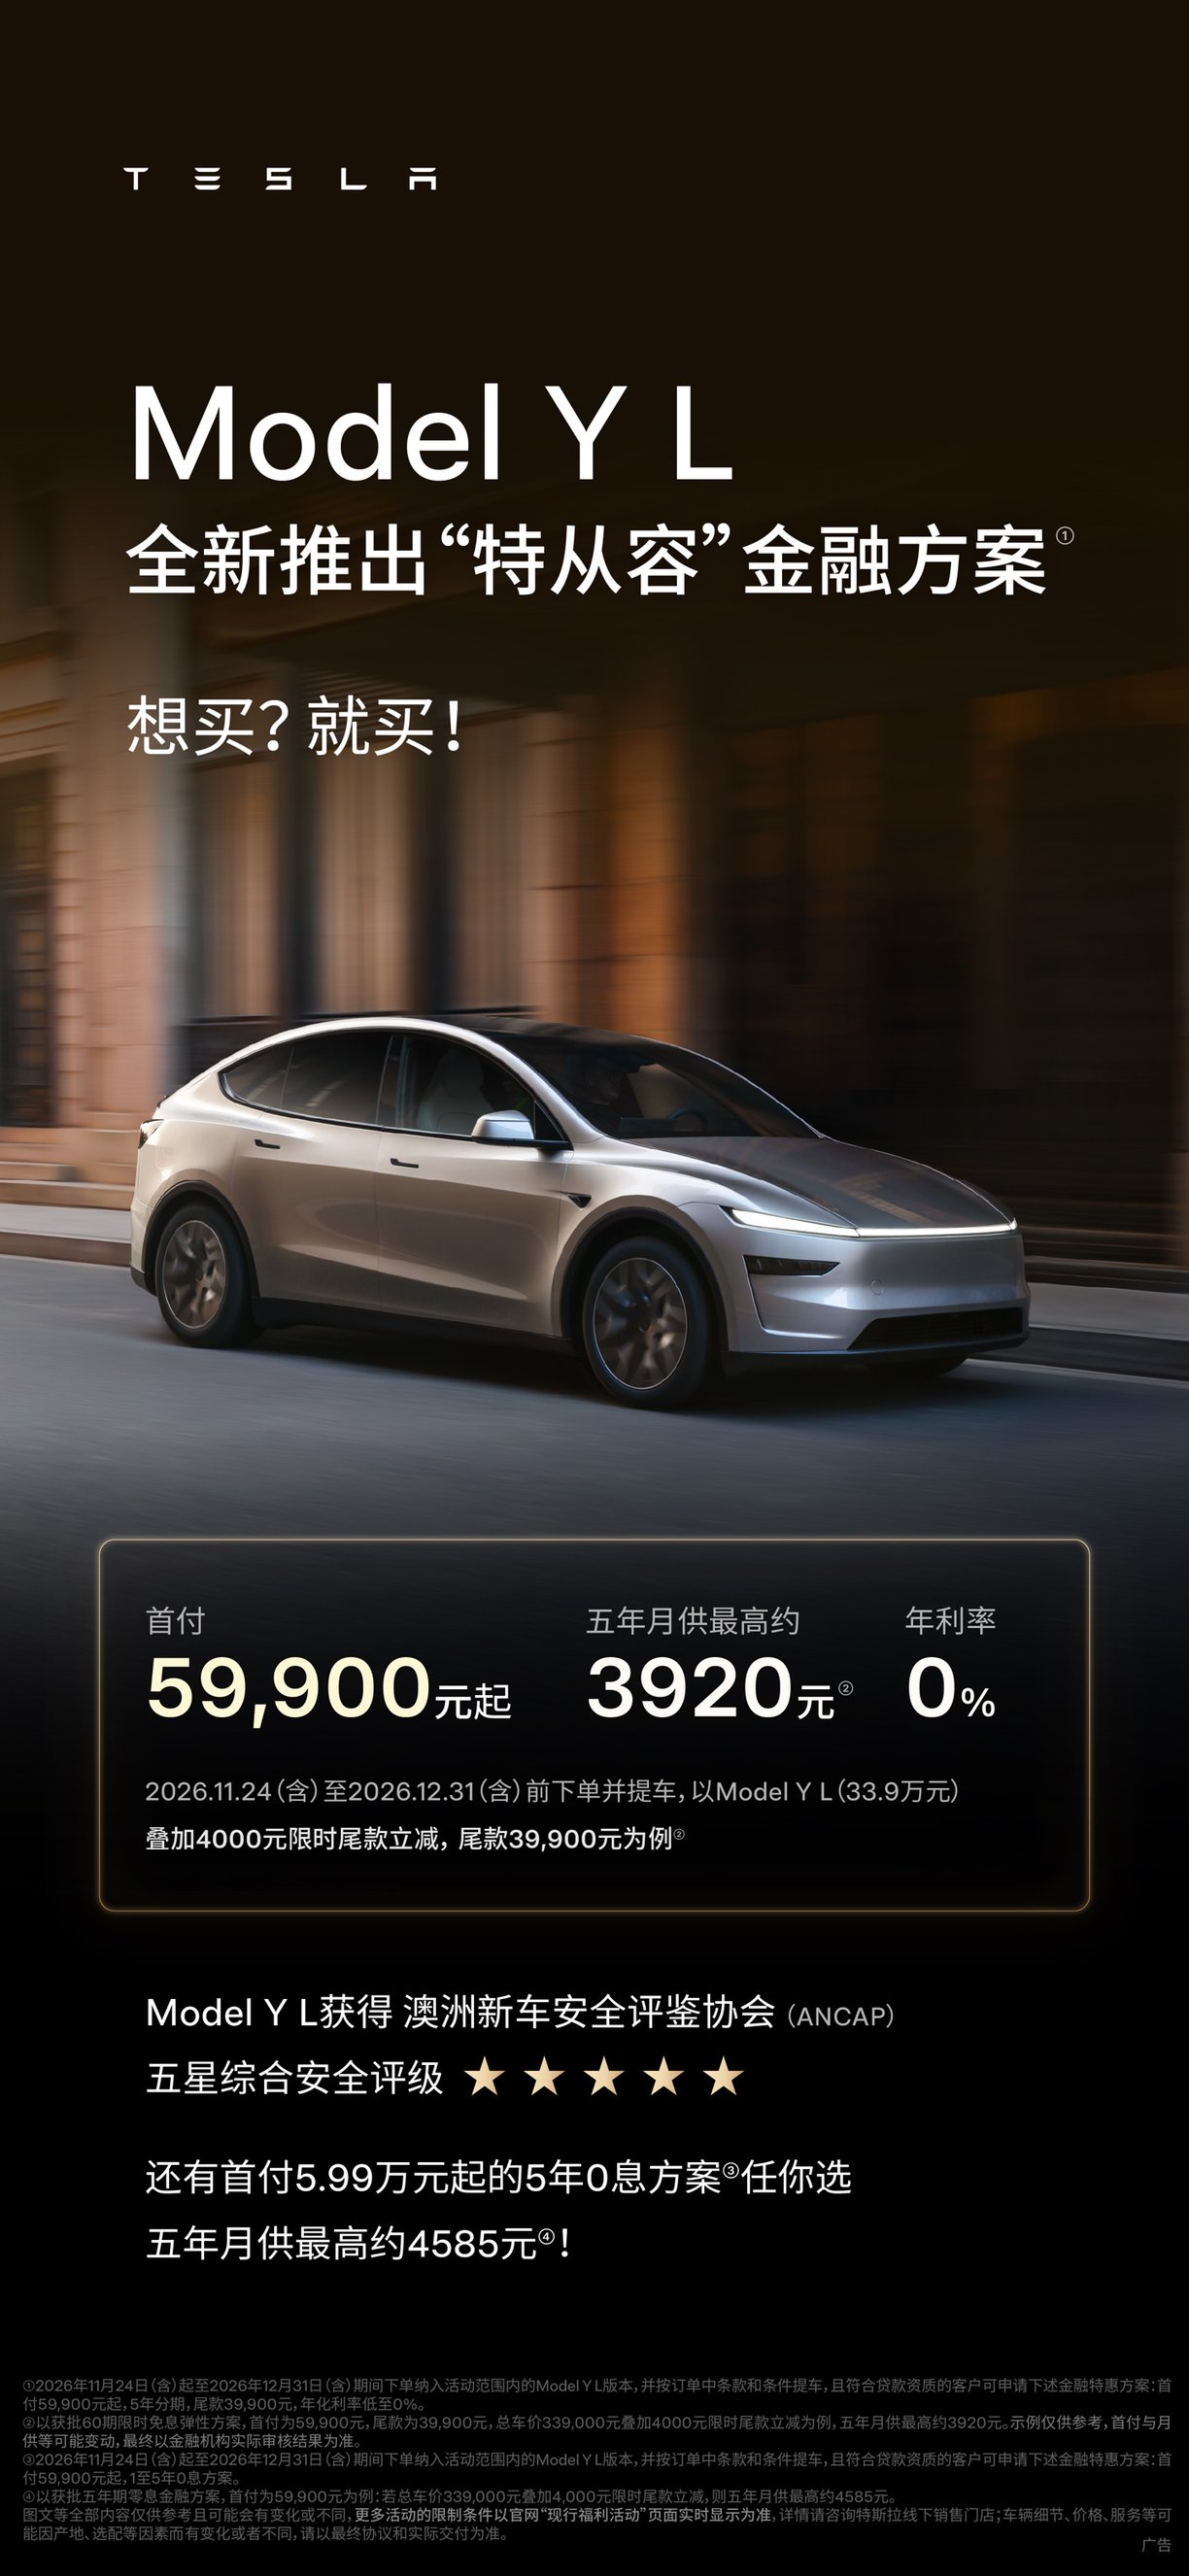 TESLA
Model Y L
全新推出“特从容”金融方案①
想买？就买！
首付
五年月供最高约
年利率
59,900元起
3920元②
0%
2026.11.24（含）至2026.12.31（含）前下单并提车，以Model Y L（33.9万元）
叠加4000元限时尾款立减，尾款39,900元为例②
Model Y L获得 澳洲新车安全评鉴协会（ANCAP）
五星综合安全评级 ★★★★★
还有首付5.99万元起的5年0息方案③任你选
五年月供最高约4585元④！
①2026年11月24日（含）起至2026年12月31日（含）期间下单纳入活动范围内的Model Y L版本，并按订单中条款和条件提车，且符合贷款资质的客户可申请下述金融特惠方案：首
付59,900元起，5年分期，尾款39,900元，年化利率低至0%。
②以获批60期限时免息弹性方案，首付为59,900元，尾款为39,900元，总车价339,000元叠加4000元限时尾款立减为例，五年月供最高约3920元。示例仅供参考，首付与月
供等可能变动，最终以金融机构实际审核结果为准。
③2026年11月24日（含）起至2026年12月31日（含）期间下单纳入活动范围内的Model Y L版本，并按订单中条款和条件提车，且符合贷款资质的客户可申请下述金融特惠方案：首
付59,900元起，1至5年0息方案。
④以获批五年期零息金融方案，首付为59,900元为例：若总车价339,000元叠加4,000元限时尾款立减，则五年月供最高约4585元。
图文等全部内容仅供参考且可能会有变化或不同，更多活动的限制条件以官网“现行福利活动”页面实时显示为准，详情请咨询特斯拉线下销售门店；车辆细节、价格、服务等可
能因产地、选配等因素而有变化或者不同，请以最终协议和实际交付为准。
广告